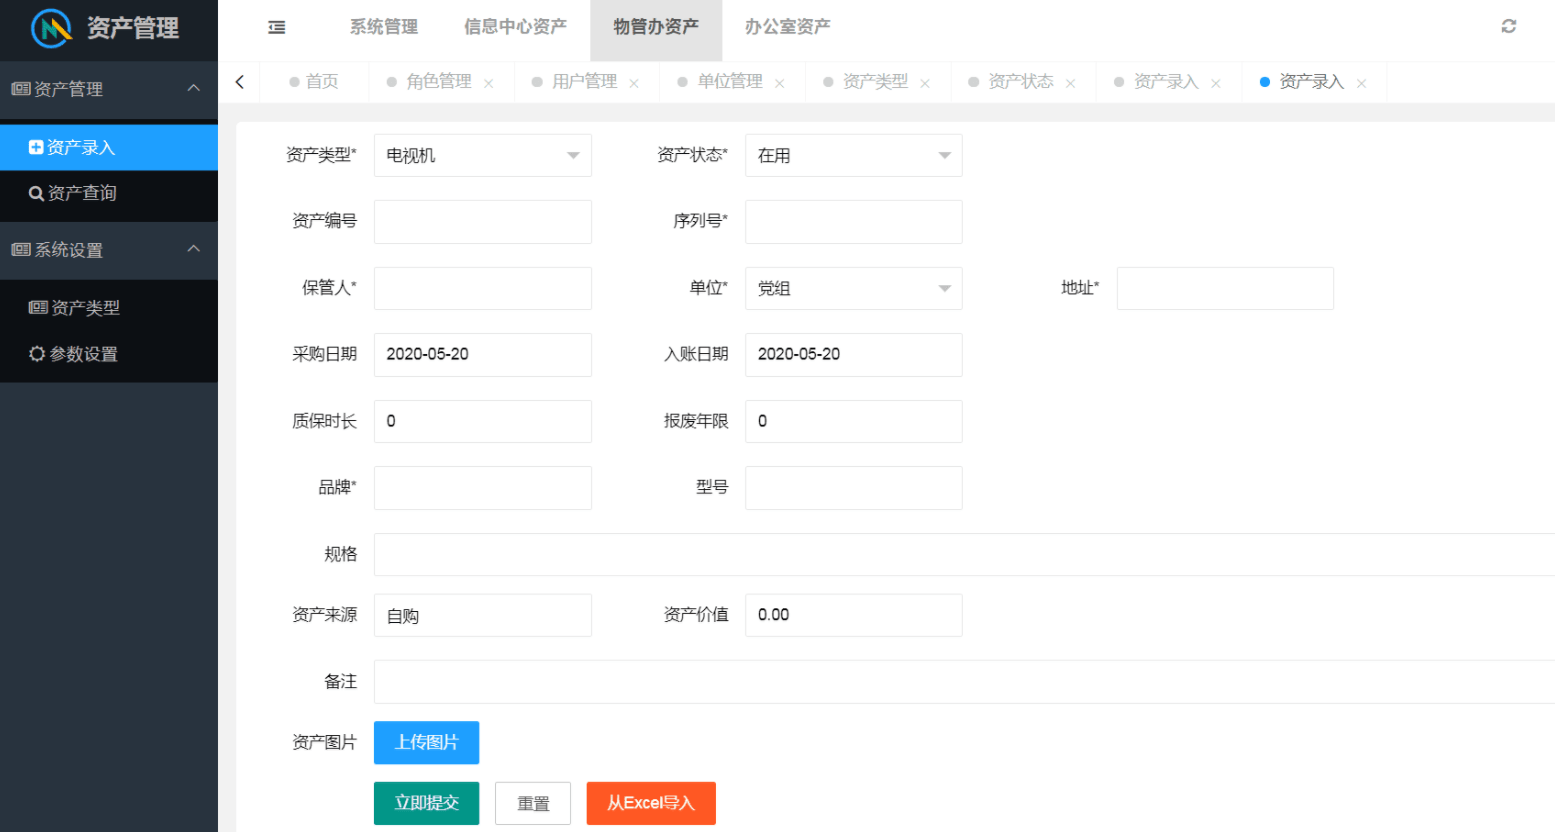 资产管理
系统管理 信息中心资产 物管办资产 办公室资产
首页 角色管理 用户管理 单位管理 资产类型 资产状态 资产录入 资产录入
资产管理
资产录入
资产查询
系统设置
资产类型
参数设置
资产类型* 电视机 资产状态* 在用
资产编号 序列号*
保管人* 单位* 党组 地址*
采购日期 2020-05-20 入账日期 2020-05-20
质保时长 0 报废年限 0
品牌* 型号
规格
资产来源 自购 资产价值 0.00
备注
资产图片 上传图片
立即提交 重置 从Excel导入